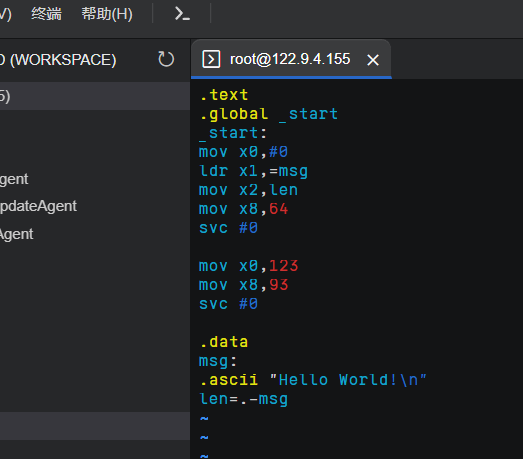 V) 终端 帮助(H)
(WORKSPACE)
root@122.9.4.155
5)
gent
pdateAgent
Agent
.text
.global _start
_start:
mov x0,#0
ldr x1,=msg
mov x2,len
mov x8,64
svc #0
mov x0,123
mov x8,93
svc #0
.data
msg:
.ascii "Hello World!\n"
len=.-msg
~
~
~